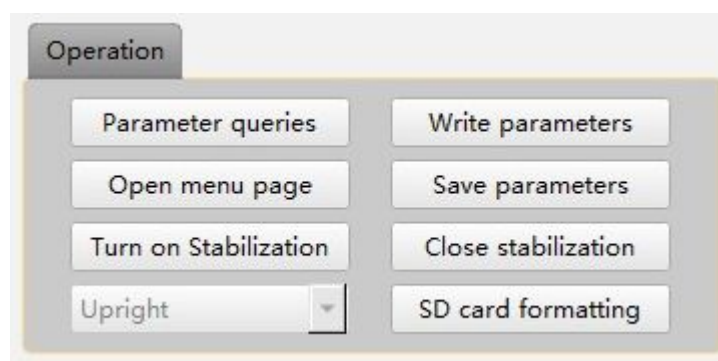 Operation
Parameter queries
Write parameters
Open menu page
Save parameters
Turn on Stabilization
Close stabilization
Upright
SD card formatting